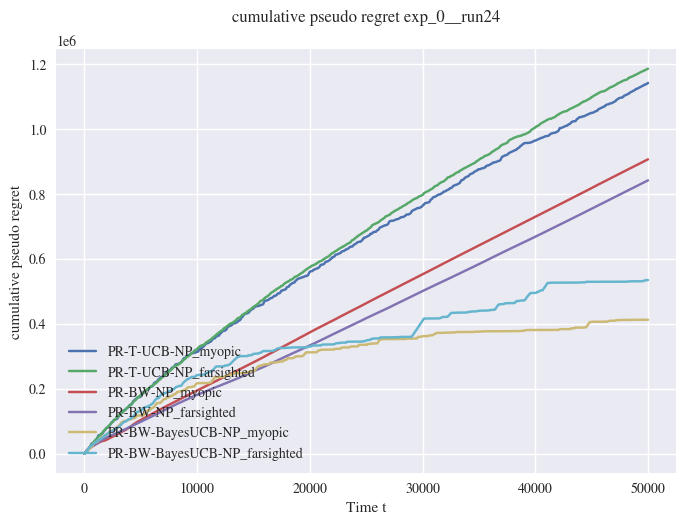 cumulative pseudo regret exp_0__run24
1e6
1.2
1.0
0.8
0.6
0.4
0.2
0.0
cumulative pseudo regret
PR-T-UCB-NP_myopic
PR-T-UCB-NP_farsighted
PR-BW-NP_myopic
PR-BW-NP_farsighted
PR-BW-BayesUCB-NP_myopic
PR-BW-BayesUCB-NP_farsighted
0 10000 20000 30000 40000 50000
Time t